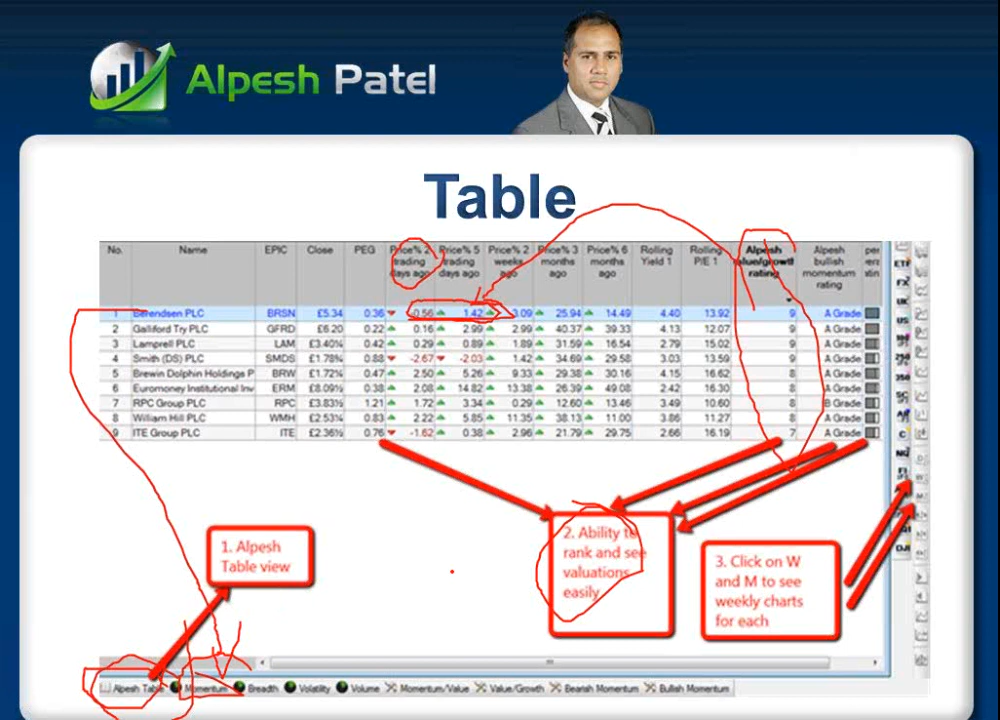 Alpesh Patel
Table
No. Name EPIC Close PEG Price% 2 trading days ago Price% 5 trading days ago Price% 2 weeks ago Price% 3 months ago Price% 6 months ago Rolling Yield 1 Rolling P/E 1 Alpesh value/growth rating Alpesh bullish momentum rating
1 Berendsen PLC BRSN £5.34 0.36 -0.56 1.42 3.09 25.94 14.49 4.40 13.92 9 A Grade
2 Galliford Try PLC GFRD £6.20 0.22 0.16 2.99 2.99 40.37 39.33 4.13 12.07 9 A Grade
3 Lamprell PLC LAM £3.40% 0.42 0.29 0.89 1.89 31.59 16.54 2.79 15.02 9 A Grade
4 Smith (DS) PLC SMDS £1.78% 0.88 -2.67 -2.03 1.42 34.69 29.58 3.03 13.59 9 A Grade
5 Brewin Dolphin Holdings P BRW £1.72% 0.47 2.50 5.26 9.33 29.38 30.16 4.15 16.62 8 A Grade
6 Euromoney Institutional Inv ERM £8.09½ 0.38 2.08 14.82 13.38 26.39 49.08 2.42 16.30 8 A Grade
7 RPC Group PLC RPC £3.83½ 1.21 1.72 3.34 0.29 12.60 13.46 3.49 10.60 8 B Grade
8 William Hill PLC WMH £2.53% 0.83 2.22 5.85 11.35 38.13 11.00 3.86 11.27 8 A Grade
9 ITE Group PLC ITE £2.36% 0.76 -1.62 0.38 2.96 21.79 29.75 2.66 16.19 7 A Grade
1. Alpesh
Table view
2. Ability to
rank and see
valuations
easily
3. Click on W
and M to see
weekly charts
for each
Alpesh Table Momentum Breadth Volatility Volume Momentum/Value Value/Growth Bearish Momentum Bullish Momentum